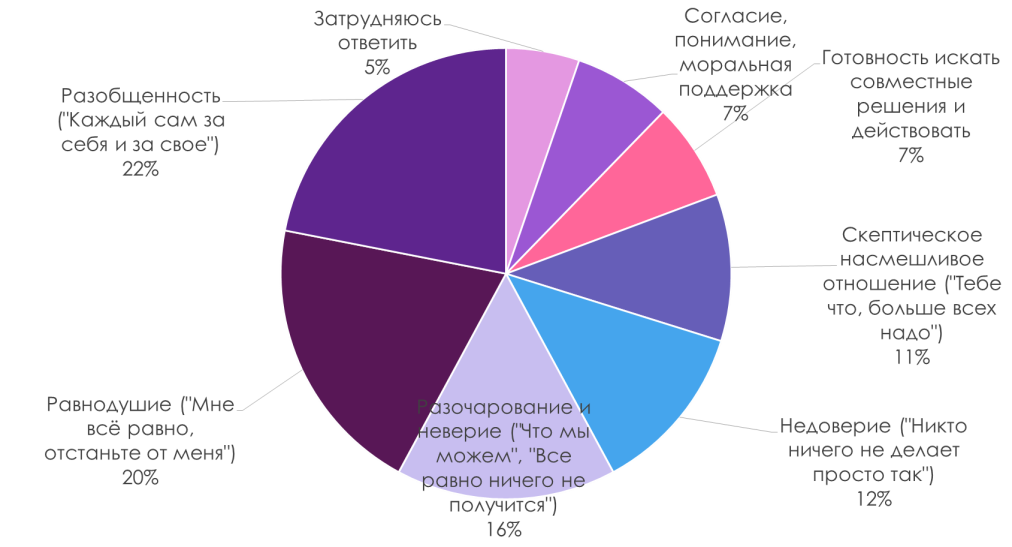 Затрудняюсь
ответить
5%
Согласие,
понимание,
моральная
поддержка
7%
Готовность искать
совместные
решения и
действовать
7%
Скептическое
насмешливое
отношение ("Тебе
что, больше всех
надо")
11%
Недоверие ("Никто
ничего не делает
просто так")
12%
Разочарование и
неверие ("Что мы
можем", "Все
равно ничего не
получится")
16%
Равнодушие ("Мне
всё равно,
отстаньте от меня")
20%
Разобщенность
("Каждый сам за
себя и за свое")
22%